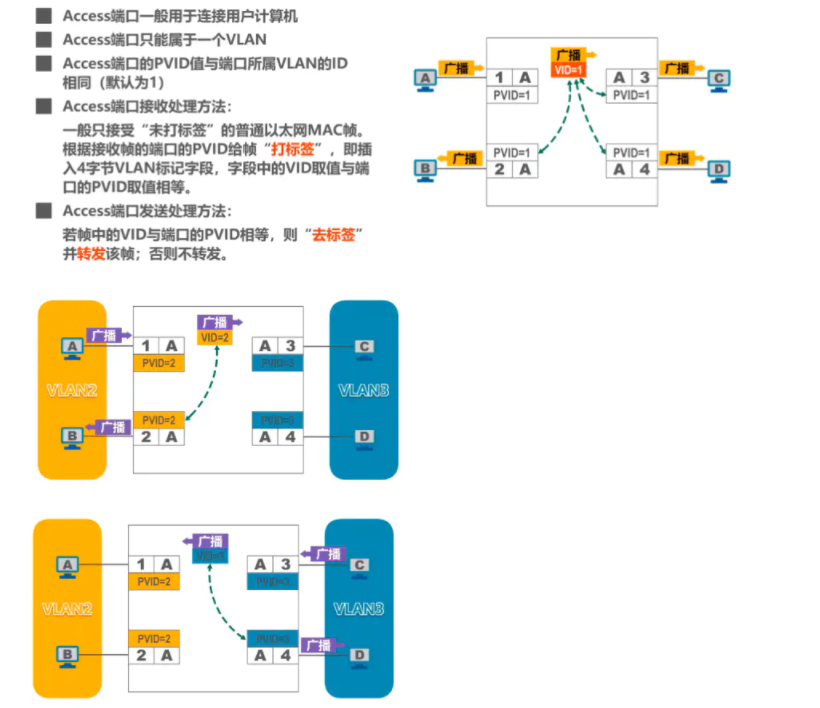 Access端口一般用于连接用户计算机
Access端口只能属于一个VLAN
Access端口的PVID值与端口所属VLAN的ID
相同（默认为1）
Access端口接收处理方法：
一般只接受“未打标签”的普通以太网MAC帧。
根据接收帧的端口的PVID给帧“打标签”，即插
入4字节VLAN标记字段，字段中的VID取值与端
口的PVID取值相等。
Access端口发送处理方法：
若帧中的VID与端口的PVID相等，则“去标签”
并转发该帧；否则不转发。
广播
VID=1
A 广播 1 A
PVID=1
A 3 广播 C
PVID=1
B 广播 PVID=1
2 A
PVID=1 广播 D
A 4
VLAN2
VLAN3
广播
VID=2
A 广播 1 A
PVID=2
A 3 C
PVID=3
B 广播 PVID=2
2 A
PVID=3
A 4 D
VLAN2
VLAN3
广播
VID=3
A 1 A
PVID=2
A 3 广播 C
PVID=3
B PVID=2
2 A
PVID=3
A 4 广播 D